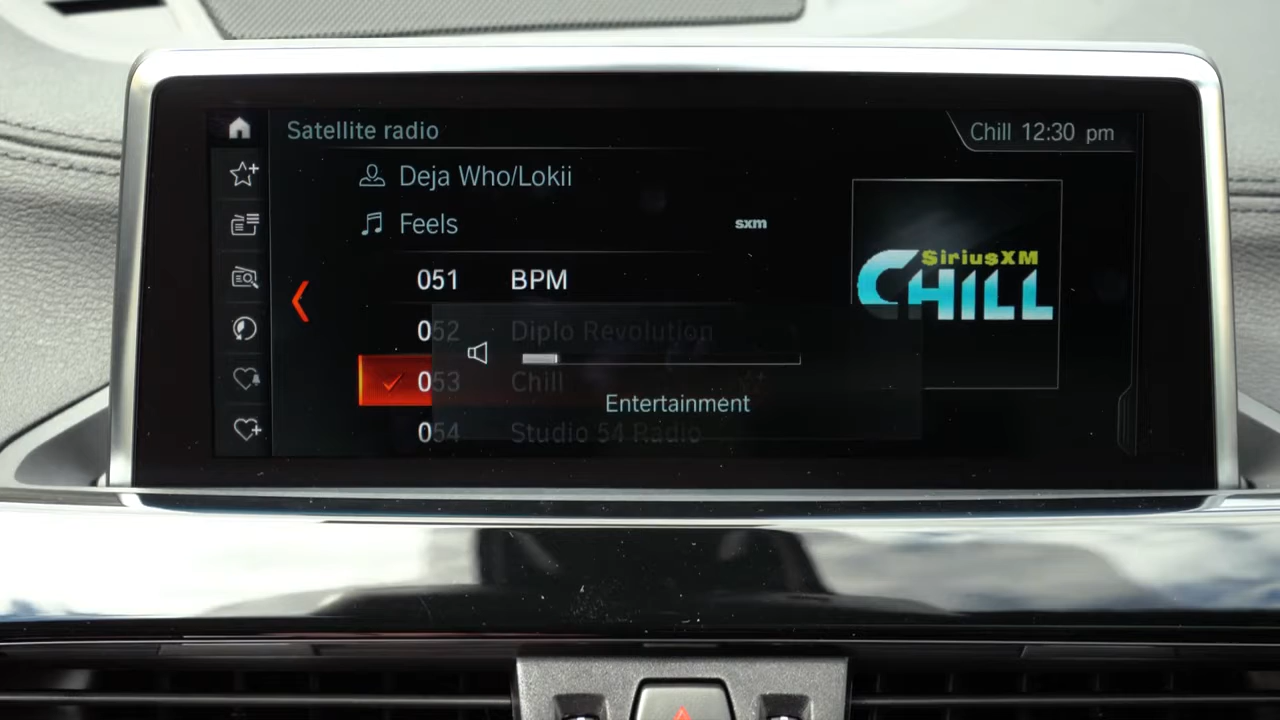 Satellite radio
Chill 12:30 pm
Deja Who/Lokii
Feels
sxm
SiriusXM
CHILL
051 BPM
052 Diplo Revolution
053 Chill
054 Studio 54 Radio
Entertainment